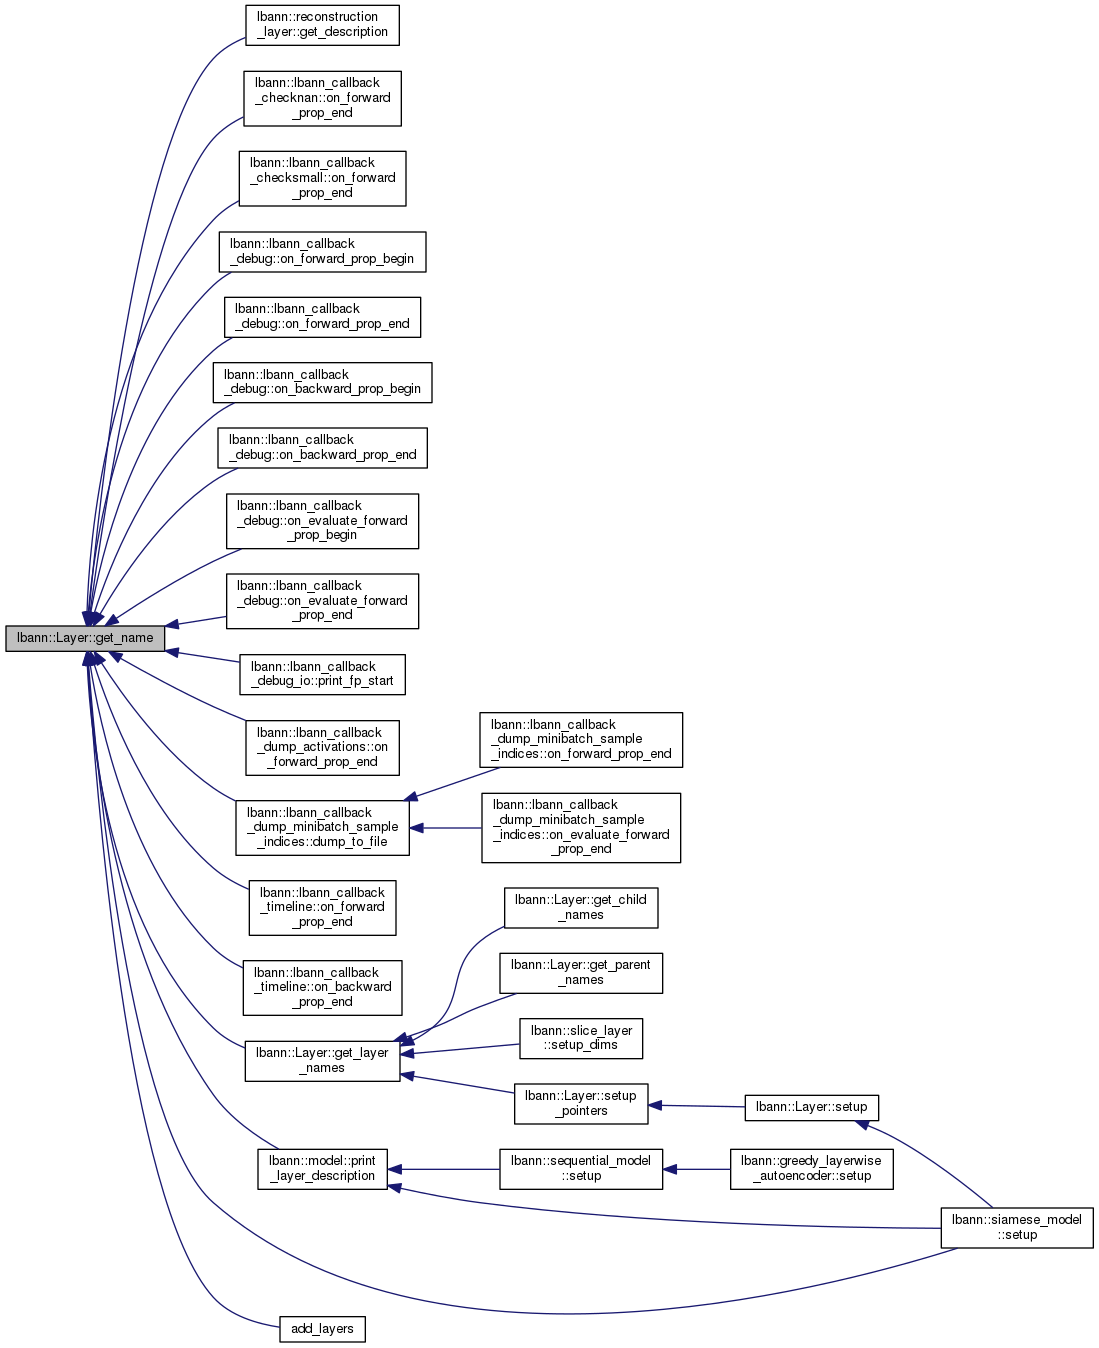 lbann::reconstruction
_layer::get_description
lbann::lbann_callback
_checknan::on_forward
_prop_end
lbann::lbann_callback
_checksmall::on_forward
_prop_end
lbann::lbann_callback
_debug::on_forward_prop_begin
lbann::lbann_callback
_debug::on_forward_prop_end
lbann::lbann_callback
_debug::on_backward_prop_begin
lbann::lbann_callback
_debug::on_backward_prop_end
lbann::lbann_callback
_debug::on_evaluate_forward
_prop_begin
lbann::lbann_callback
_debug::on_evaluate_forward
_prop_end
lbann::Layer::get_name
lbann::lbann_callback
_debug_io::print_fp_start
lbann::lbann_callback
_dump_activations::on
_forward_prop_end
lbann::lbann_callback
_dump_minibatch_sample
_indices::on_forward_prop_end
lbann::lbann_callback
_dump_minibatch_sample
_indices::dump_to_file
lbann::lbann_callback
_dump_minibatch_sample
_indices::on_evaluate_forward
_prop_end
lbann::lbann_callback
_timeline::on_forward
_prop_end
lbann::Layer::get_child
_names
lbann::lbann_callback
_timeline::on_backward
_prop_end
lbann::Layer::get_parent
_names
lbann::slice_layer
::setup_dims
lbann::Layer::get_layer
_names
lbann::Layer::setup
_pointers
lbann::Layer::setup
lbann::model::print
_layer_description
lbann::sequential_model
::setup
lbann::greedy_layerwise
_autoencoder::setup
lbann::siamese_model
::setup
add_layers